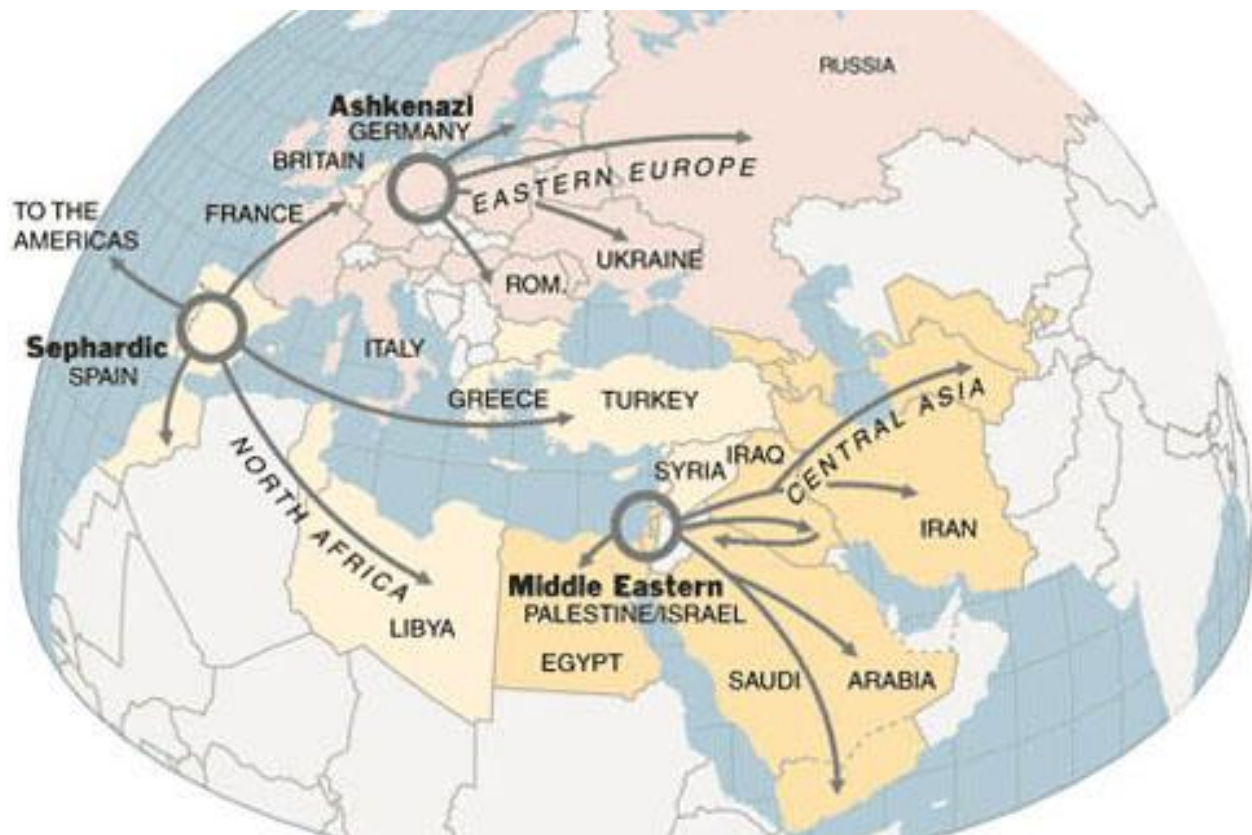 RUSSIA
Ashkenazi
GERMANY
BRITAIN
EASTERN EUROPE
FRANCE
TO THE
AMERICAS
UKRAINE
ROM.
Sephardic
SPAIN
ITALY
GREECE
TURKEY
CENTRAL ASIA
NORTH AFRICA
SYRIA
IRAQ
IRAN
Middle Eastern
PALESTINE/ISRAEL
LIBYA
EGYPT
SAUDI ARABIA